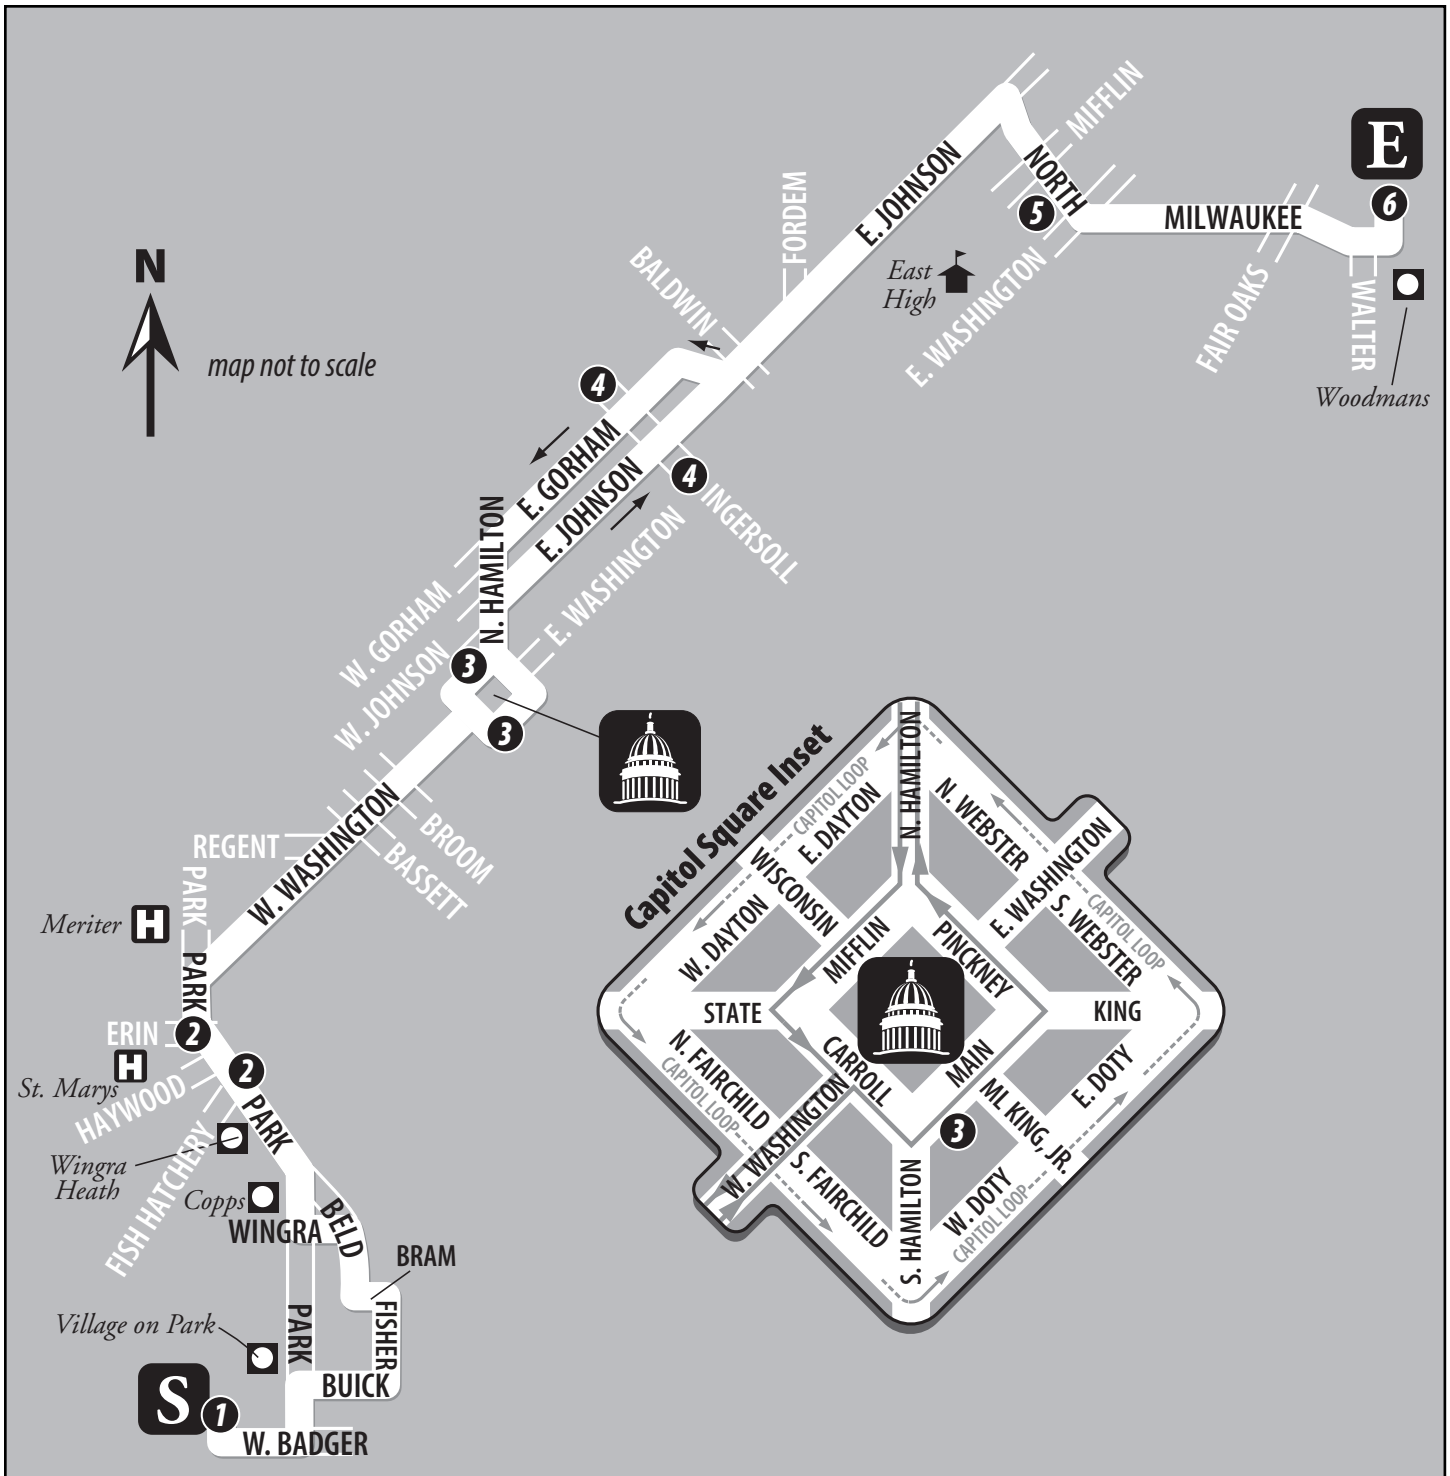 MIFFLIN
E
6
NORTH
5
E. JOHNSON
MILWAUKEE
FORDEM
East
High
E. WASHINGTON
FAIR OAKS
WALTER
Woodmans
N
map not to scale
BALDWIN
4
E. GORHAM
E. JOHNSON
4
INGERSOLL
N. HAMILTON
E. WASHINGTON
W. GORHAM
W. JOHNSON
3
3
BROOM
BASSETT
W. WASHINGTON
REGENT
PARK
Meriter
H
PARK
ERIN
2
St. Marys
H
HAYWOOD
2
PARK
FISH HATCHERY
Wingra
Heath
Copps
WINGRA
BELD
BRAM
FISHER
PARK
Village on Park
BUICK
S
1
W. BADGER
Capitol Square Inset
CAPITOL LOOP
E. DAYTON
N. HAMILTON
N. WEBSTER
WISCONSIN
E. WASHINGTON
W. DAYTON
MIFFLIN
PINCKNEY
S. WEBSTER
CAPITOL LOOP
STATE
KING
N. FAIRCHILD
CAPITOL LOOP
CARROLL
MAIN
E. DOTY
W. WASHINGTON
3
ML KING, JR.
S. FAIRCHILD
S. HAMILTON
W. DOTY
CAPITOL LOOP